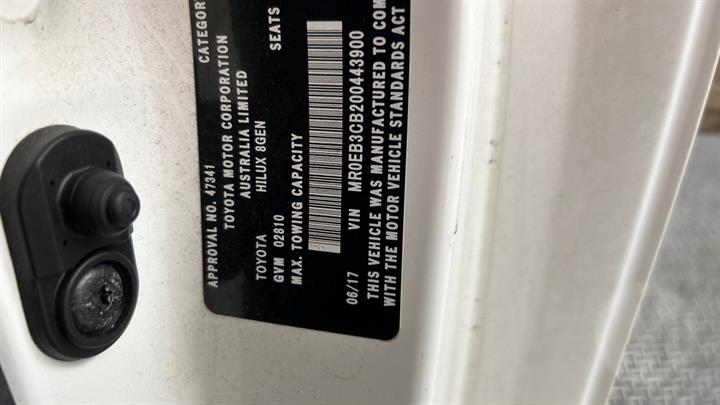 APPROVAL NO. 47341 CATEGOR
TOYOTA MOTOR CORPORATION
AUSTRALIA LIMITED
TOYOTA HILUX 8GEN
GVM 02810 SEATS
MAX. TOWING CAPACITY
06/17 VIN MR0EB3CB200443900
THIS VEHICLE WAS MANUFACTURED TO COM
WITH THE MOTOR VEHICLE STANDARDS ACT